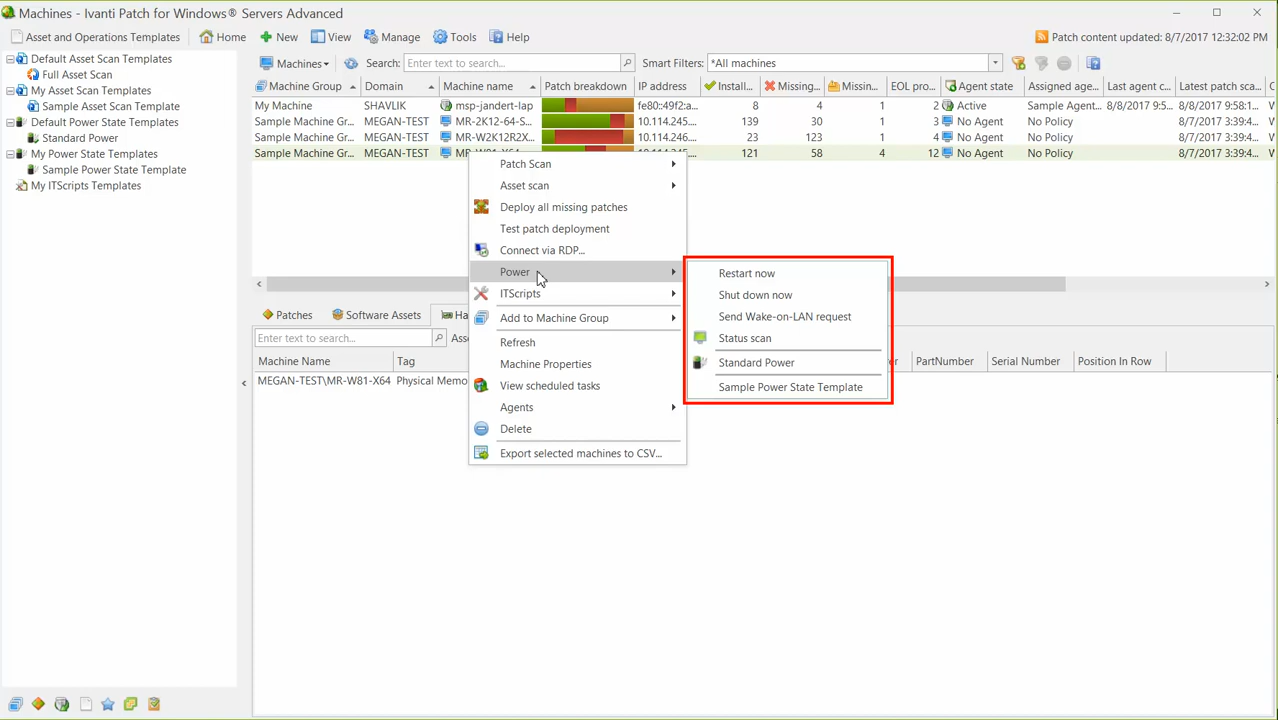 Machines - Ivanti Patch for Windows® Servers Advanced
Asset and Operations Templates Home New View Manage Tools Help Patch content updated: 8/7/2017 12:32:02 PM
Default Asset Scan Templates
Full Asset Scan
My Asset Scan Templates
Sample Asset Scan Template
Default Power State Templates
Standard Power
My Power State Templates
Sample Power State Template
My ITScripts Templates
Machines Search: Enter text to search... Smart Filters: *All machines
Machine Group Domain Machine name Patch breakdown IP address Install... Missing... Missin... EOL pro... Agent state Assigned age... Last agent c... Latest patch sca...
My Machine SHAVLIK msp-jandert-lap fe80:49f2:a... 8 4 1 2 Active Sample Agent... 8/8/2017 9:5... 8/8/2017 9:58:1...
Sample Machine Gr... MEGAN-TEST MR-2K12-64-S... 10.114.245... 139 30 1 3 No Agent No Policy 8/7/2017 3:39:4...
Sample Machine Gr... MEGAN-TEST MR-W2K12R2X... 10.114.246... 23 123 1 4 No Agent No Policy 8/7/2017 3:39:4...
Sample Machine Gr... MEGAN-TEST MR-W81-X64 10.114.245... 121 58 4 12 No Agent No Policy 8/7/2017 3:39:4...
Patch Scan
Asset scan
Deploy all missing patches
Test patch deployment
Connect via RDP...
Power
ITScripts
Add to Machine Group
Refresh
Machine Properties
View scheduled tasks
Agents
Delete
Export selected machines to CSV...
Restart now
Shut down now
Send Wake-on-LAN request
Status scan
Standard Power
Sample Power State Template
Patches Software Assets Ha
Enter text to search... Asse
Machine Name Tag PartNumber Serial Number Position In Row
MEGAN-TEST\MR-W81-X64 Physical Memo